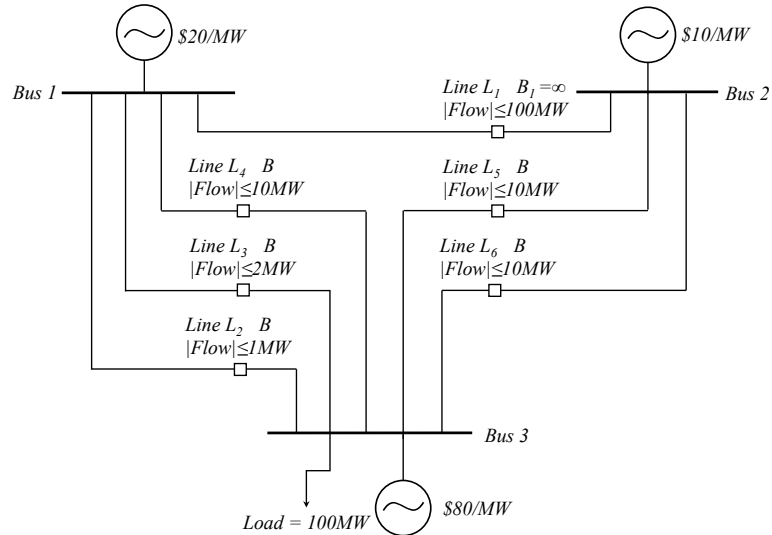 $20/MW
$10/MW
Bus 1
Line L₁ B₁=∞
|Flow|≤100MW
Bus 2
Line L₄ B
|Flow|≤10MW
Line L₅ B
|Flow|≤10MW
Line L₃ B
|Flow|≤2MW
Line L₆ B
|Flow|≤10MW
Line L₂ B
|Flow|≤1MW
Bus 3
Load = 100MW
$80/MW